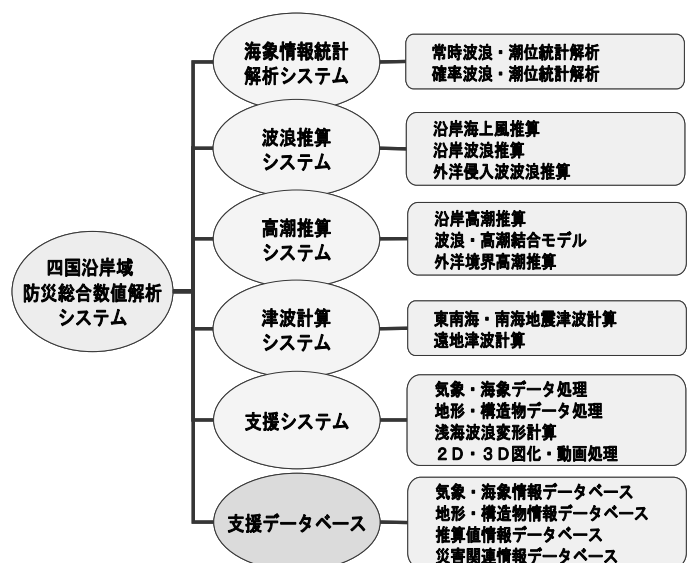 四国沿岸域
防災総合数値解析
システム
海象情報統計
解析システム
常時波浪・潮位統計解析
確率波浪・潮位統計解析
波浪推算
システム
沿岸海上風推算
沿岸波浪推算
外洋侵入波波浪推算
高潮推算
システム
沿岸高潮推算
波浪・高潮結合モデル
外洋境界高潮推算
津波計算
システム
東南海・南海地震津波計算
遠地津波計算
支援システム
気象・海象データ処理
地形・構造物データ処理
浅海波浪変形計算
２Ｄ・３Ｄ図化・動画処理
支援データベース
気象・海象情報データベース
地形・構造物情報データベース
推算値情報データベース
災害関連情報データベース